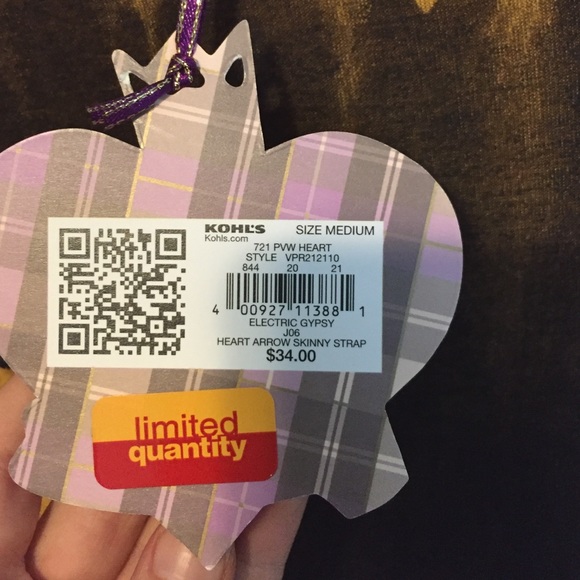 KOHL'S SIZE MEDIUM
Kohls.com
721 PVW HEART
STYLE VPR212110
844 20 21
4 00927 11388 1
ELECTRIC GYPSY
J06
HEART ARROW SKINNY STRAP
$34.00
limited
quantity